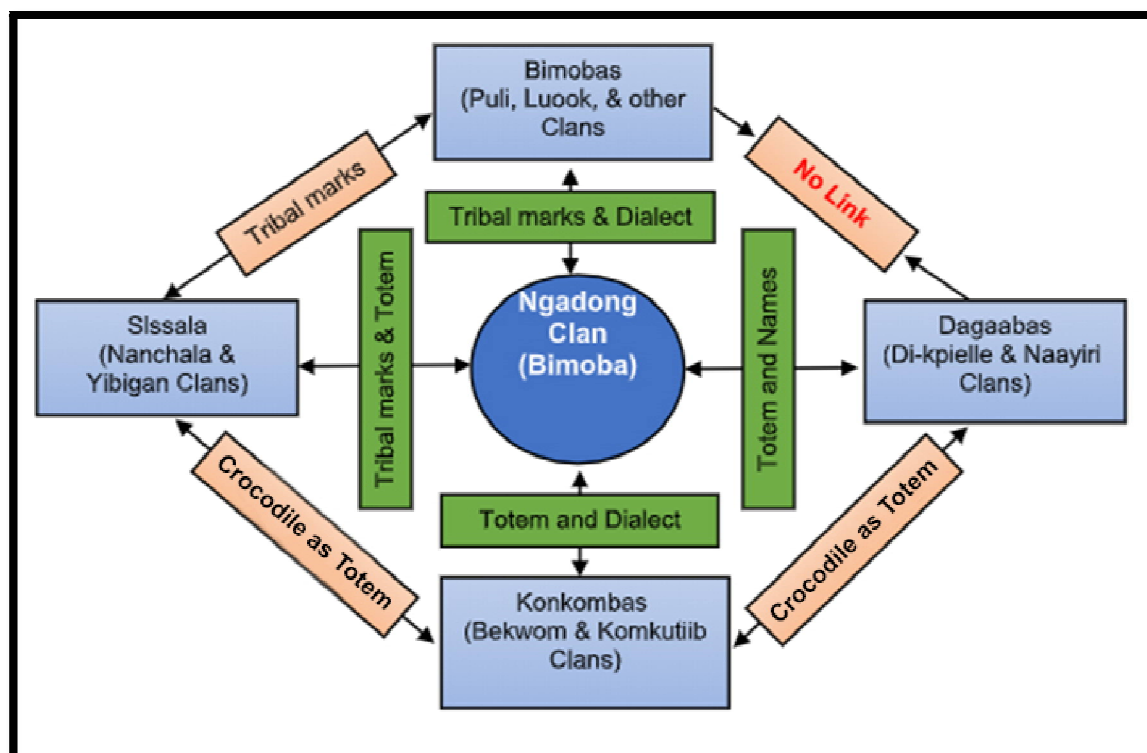 Bimobas
(Puli, Luook, & other
Clans
Tribal marks
No Link
Tribal marks & Dialect
Tribal marks & Totem
Ngadong
Clan
(Bimoba)
Totem and Names
SIssala
(Nanchala &
Yibigan Clans)
Dagaabas
(Di-kpielle & Naayiri
Clans)
Crocodile as Totem
Totem and Dialect
Crocodile as Totem
Konkombas
(Bekwom & Komkutiib
Clans)